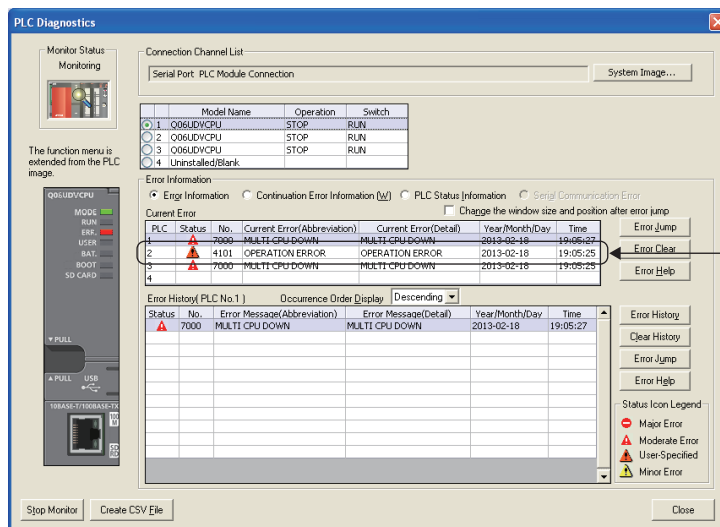 PLC Diagnostics
Monitor Status
Monitoring
The function menu is
extended from the PLC
image.
Q06UDVCPU
MODE
RUN
ERR.
USER
BAT.
BOOT
SD CARD
▼ PULL
▲ PULL USB
10BASE-T/100BASE-TX
100
M
SD
RD
Connection Channel List
Serial Port PLC Module Connection
System Image...
Model Name Operation Switch
1 Q06UDVCPU STOP RUN
2 Q06UDVCPU STOP RUN
3 Q06UDVCPU STOP RUN
4 Uninstalled/Blank
Error Information
Error Information Continuation Error Information (W) PLC Status Information Serial Communication Error
Current Error Change the window size and position after error jump
PLC Status No. Current Error(Abbreviation) Current Error(Detail) Year/Month/Day Time
1 7000 MULTI CPU DOWN MULTI CPU DOWN 2013-02-18 19:05:27
2 4101 OPERATION ERROR OPERATION ERROR 2013-02-18 19:05:25
3 7000 MULTI CPU DOWN MULTI CPU DOWN 2013-02-18 19:05:25
4
Error Jump
Error Clear
Error Help
Error History( PLC No.1 ) Occurrence Order Display Descending
Status No. Error Message(Abbreviation) Error Message(Detail) Year/Month/Day Time
7000 MULTI CPU DOWN MULTI CPU DOWN 2013-02-18 19:05:27
Error History
Clear History
Error Jump
Error Help
Status Icon Legend
Major Error
Moderate Error
User-Specified
Minor Error
Stop Monitor
Create CSV File
Close